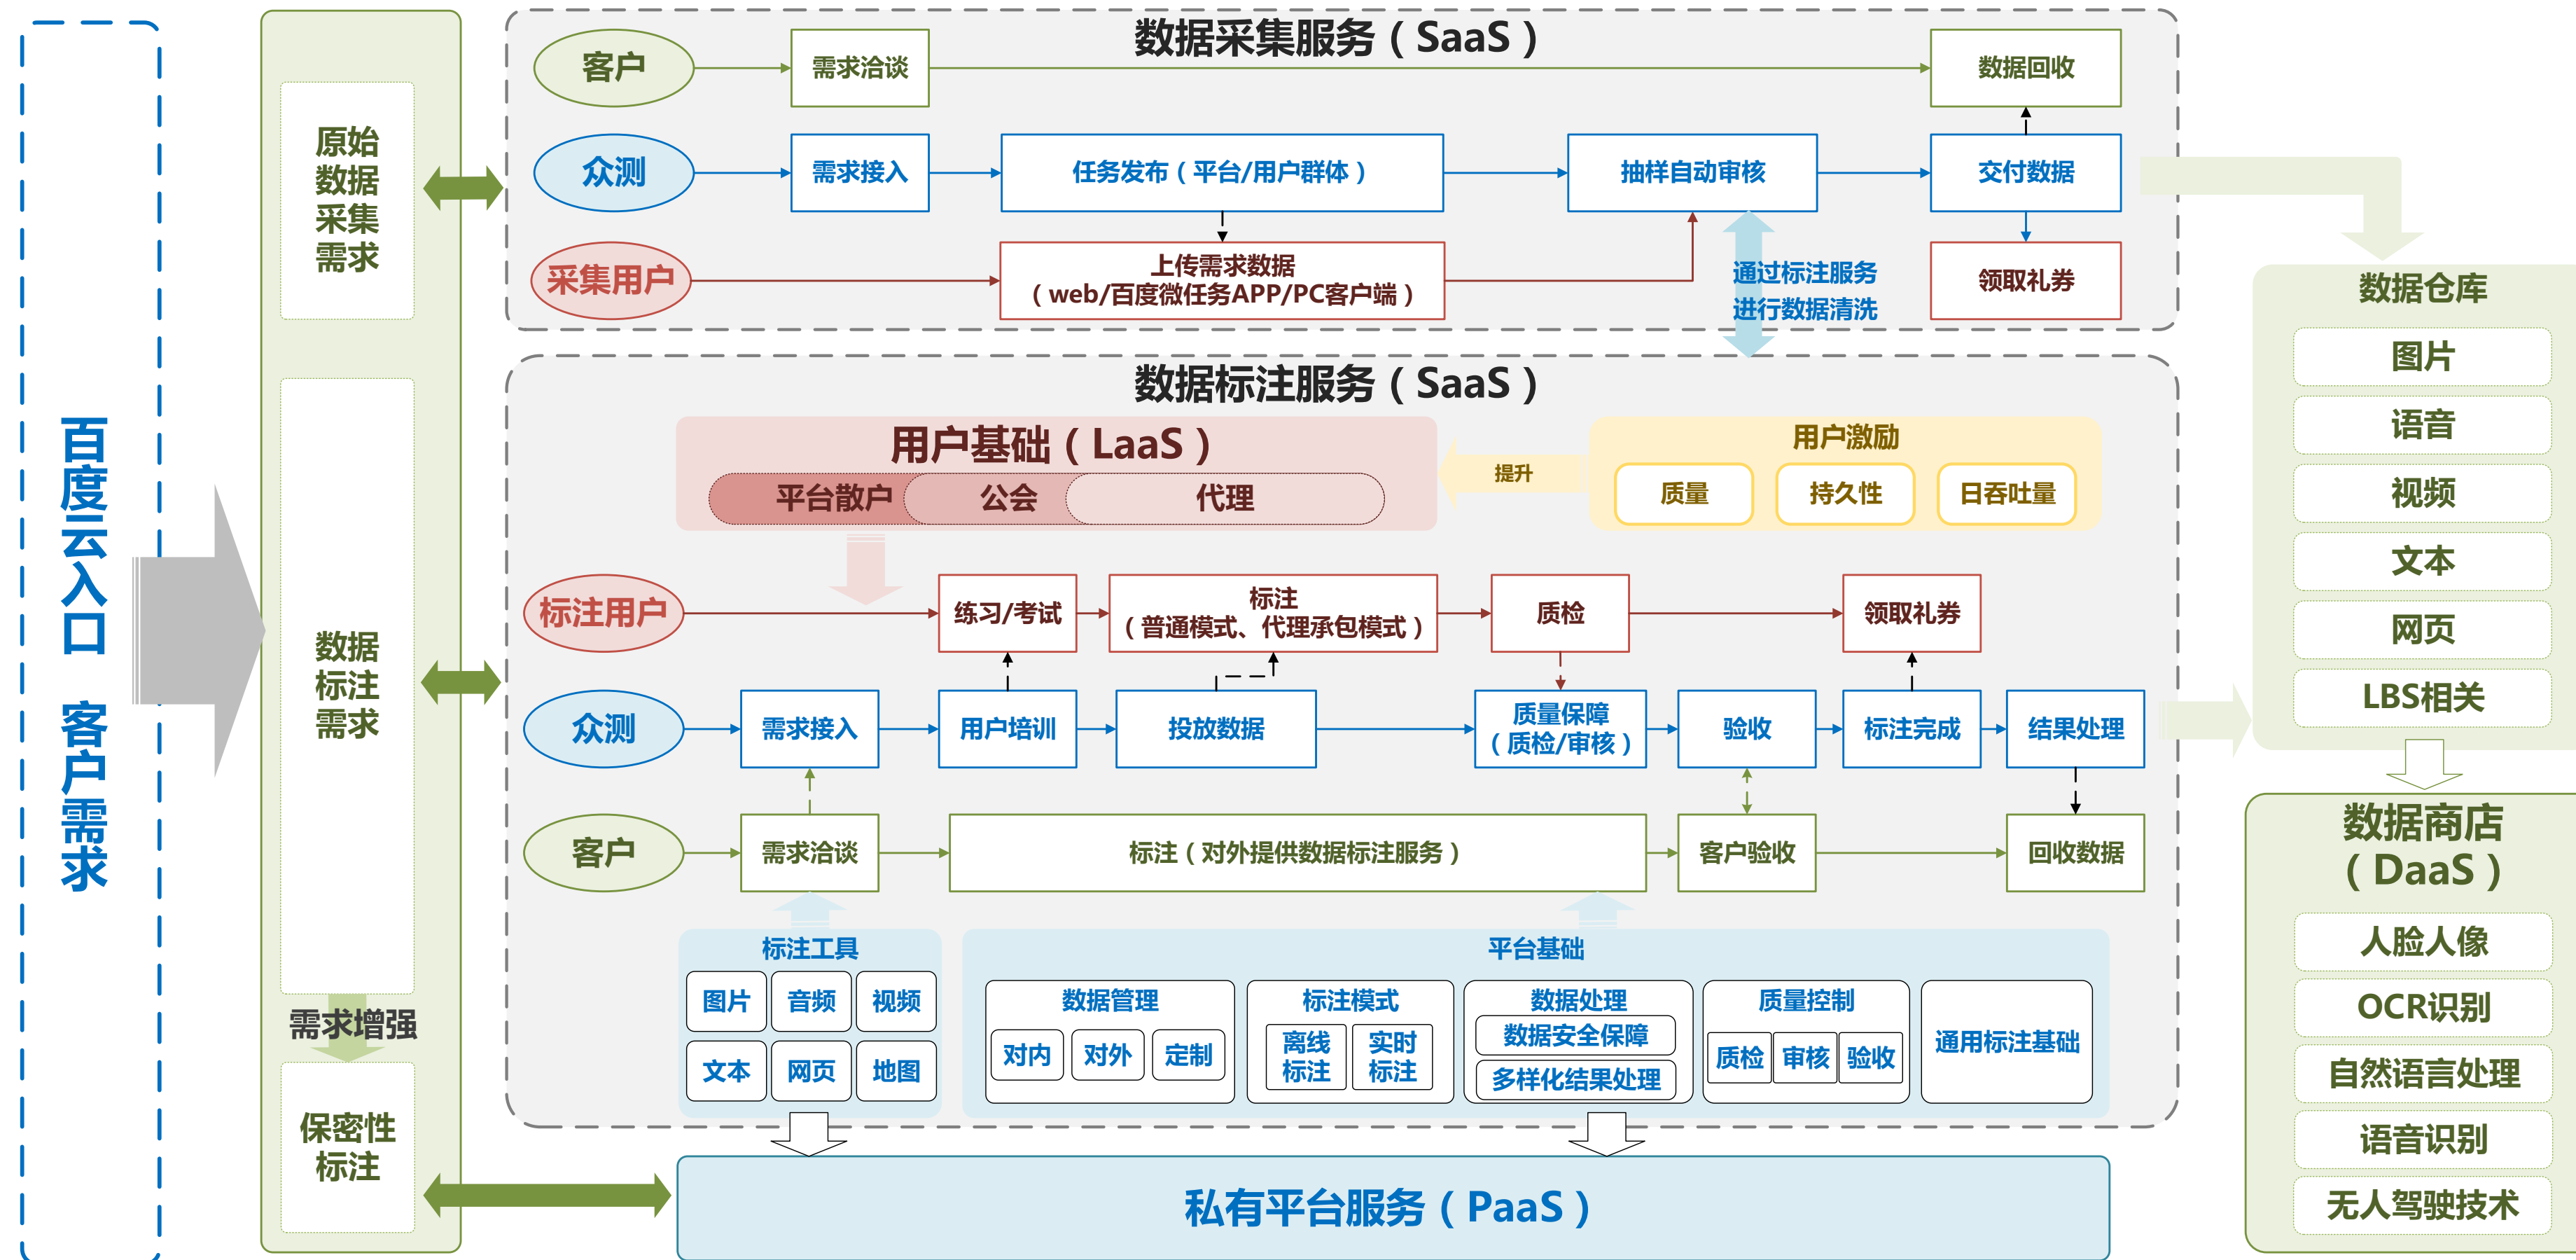 百度云入口 客户需求
原始
数据
采集
需求
数据
标注
需求
需求增强
保密性
标注
数据采集服务（SaaS）
客户
需求洽谈
数据回收
众测
需求接入
任务发布（平台/用户群体）
抽样自动审核
交付数据
采集用户
上传需求数据
（web/百度微任务APP/PC客户端）
通过标注服务
进行数据清洗
领取礼券
数据标注服务（SaaS）
用户基础（LaaS）
平台散户
公会
代理
提升
用户激励
质量
持久性
日吞吐量
标注用户
练习/考试
标注
（普通模式、代理承包模式）
质检
领取礼券
众测
需求接入
用户培训
投放数据
质量保障
（质检/审核）
验收
标注完成
结果处理
客户
需求洽谈
标注（对外提供数据标注服务）
客户验收
回收数据
标注工具
图片
音频
视频
文本
网页
地图
平台基础
数据管理
对内
对外
定制
标注模式
离线
标注
实时
标注
数据处理
数据安全保障
多样化结果处理
质量控制
质检
审核
验收
通用标注基础
私有平台服务（PaaS）
数据仓库
图片
语音
视频
文本
网页
LBS相关
数据商店
（DaaS）
人脸人像
OCR识别
自然语言处理
语音识别
无人驾驶技术